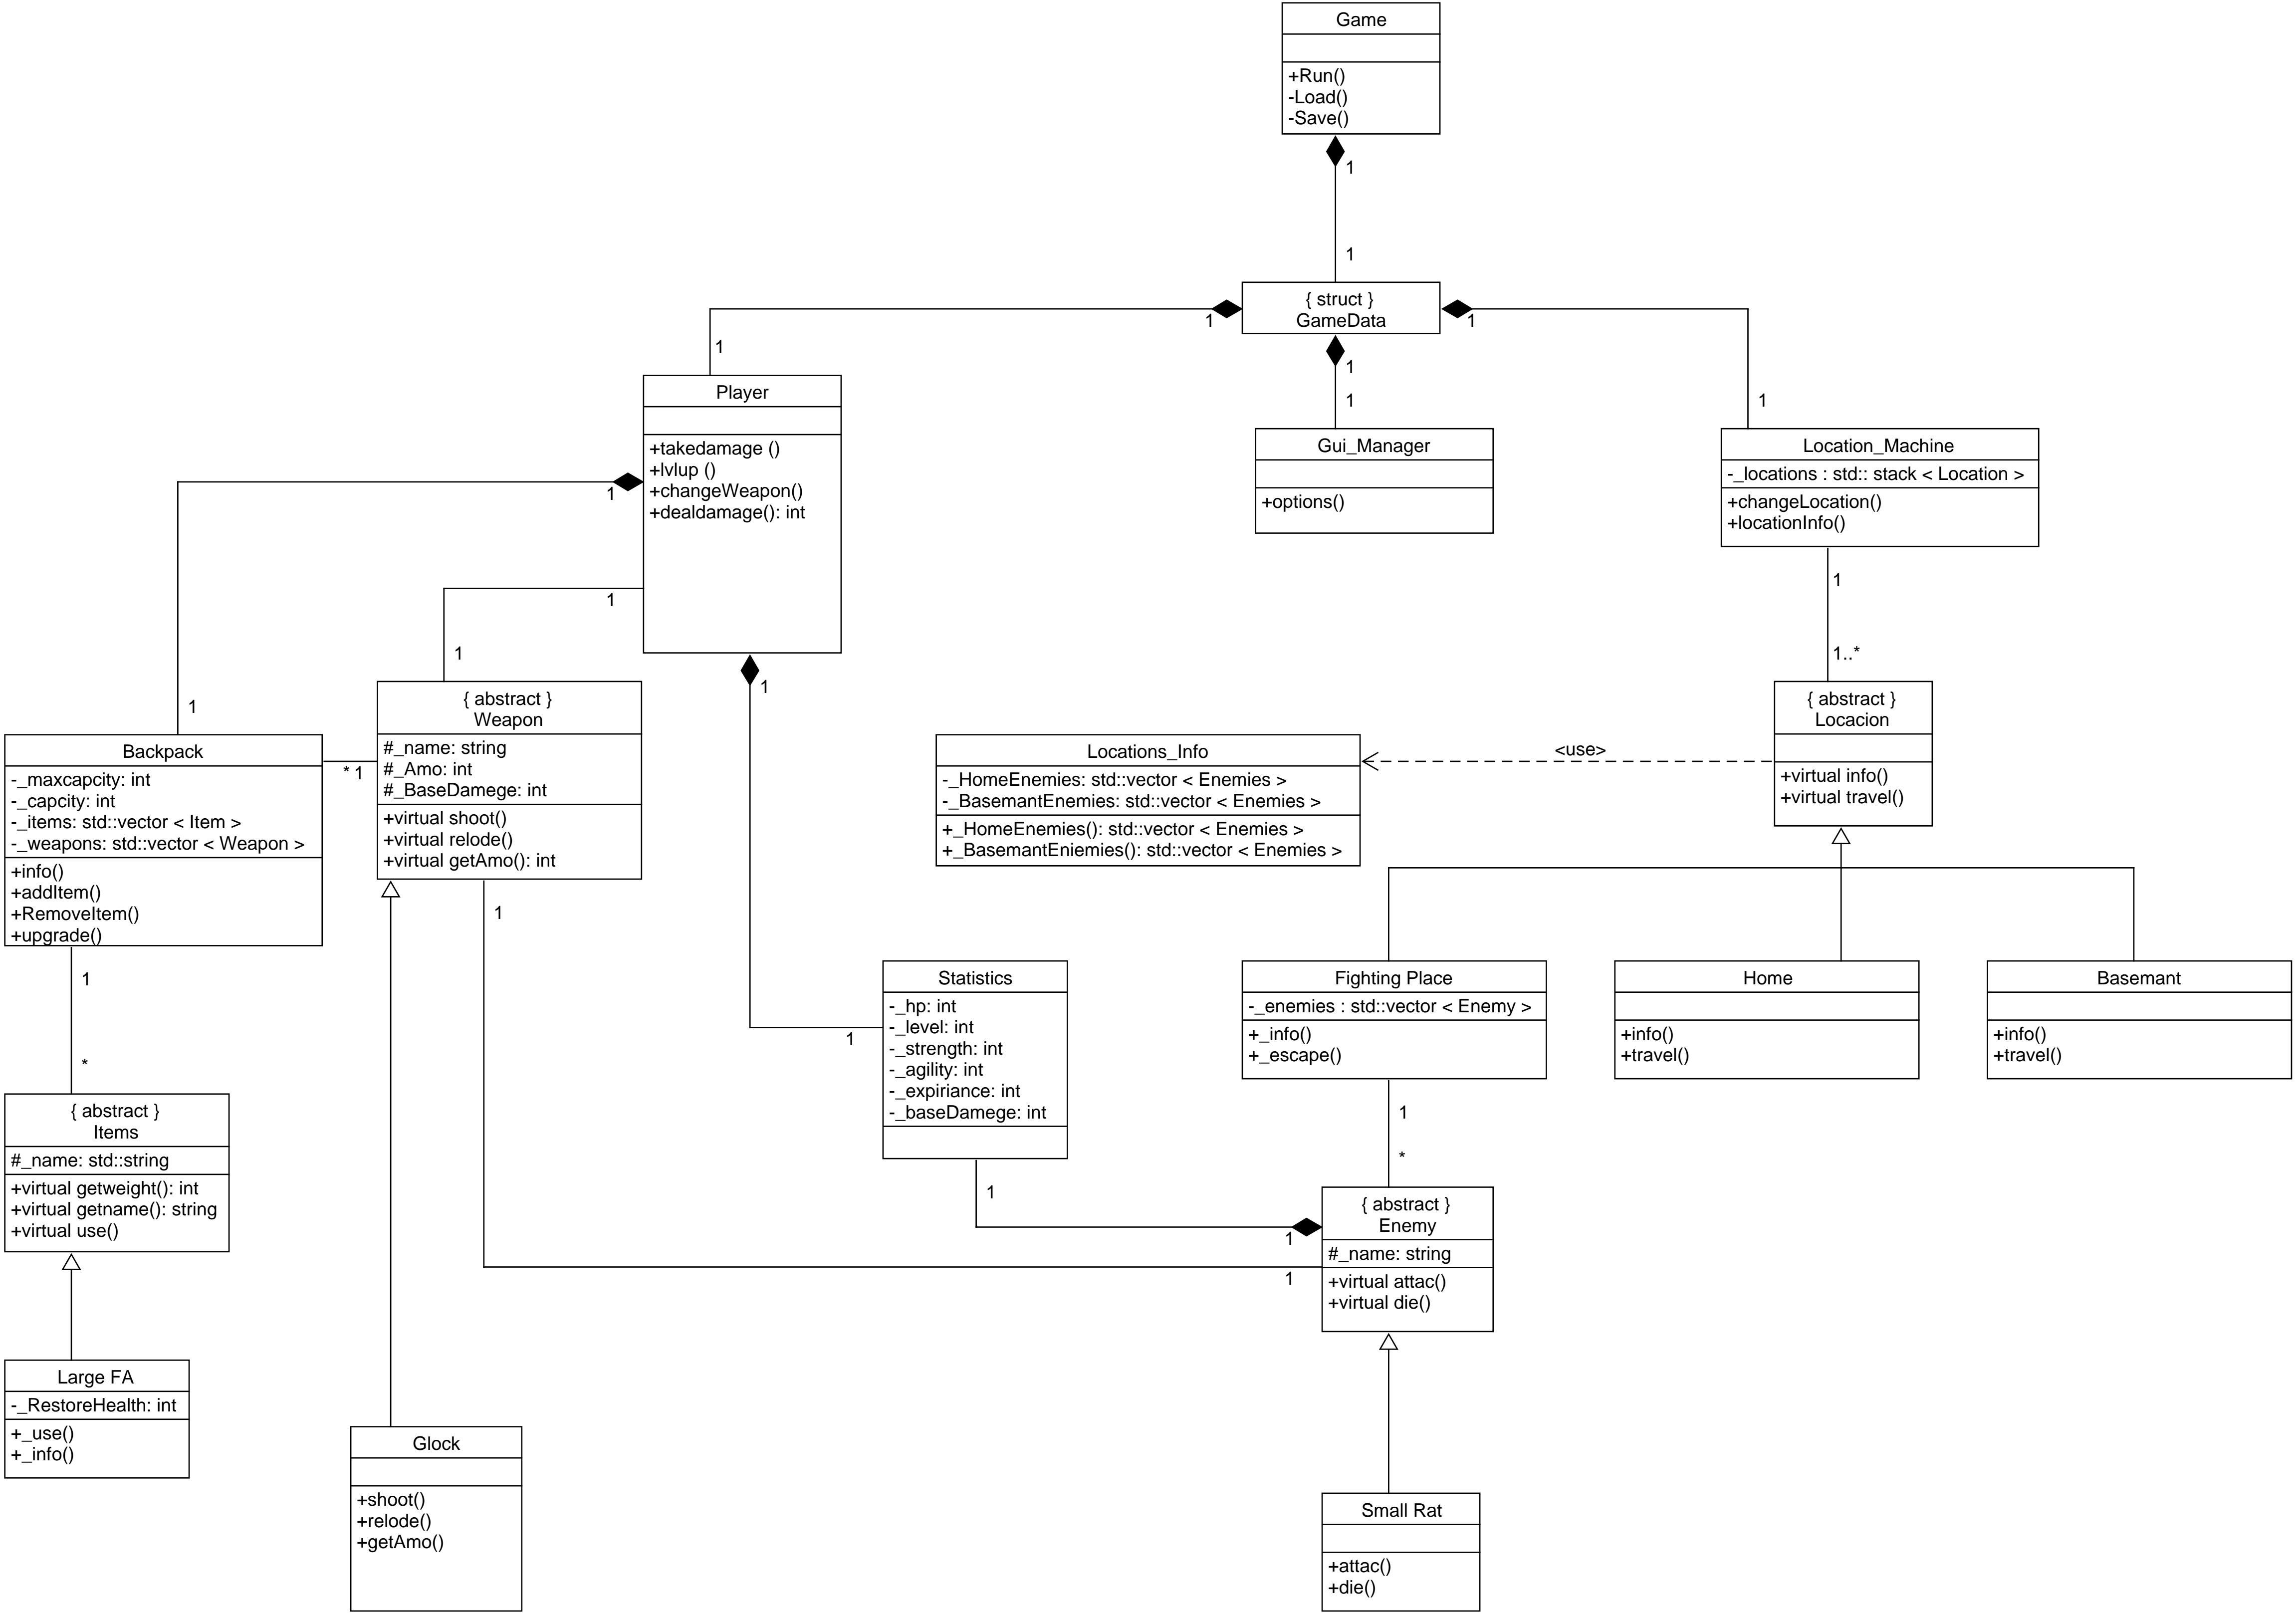 Game
+Run()
-Load()
-Save()
1
1
{ struct }
GameData
1
1
1
1
1
1
Player
+takedamage ()
+lvlup ()
+changeWeapon()
+dealdamage(): int
1
1
1
1
1
Gui_Manager
+options()
Location_Machine
-_locations : std:: stack < Location >
+changeLocation()
+locationInfo()
1
1..*
{ abstract }
Weapon
#_name: string
#_Amo: int
#_BaseDamege: int
+virtual shoot()
+virtual relode()
+virtual getAmo(): int
1
{ abstract }
Locacion
+virtual info()
+virtual travel()
Backpack
-_maxcapcity: int
-_capcity: int
-_items: std::vector < Item >
-_weapons: std::vector < Weapon >
+info()
+addItem()
+RemoveItem()
+upgrade()
* 1
1
*
Locations_Info
-_HomeEnemies: std::vector < Enemies >
-_BasemantEnemies: std::vector < Enemies >
+_HomeEnemies(): std::vector < Enemies >
+_BasemantEniemies(): std::vector < Enemies >
<use>
Statistics
-_hp: int
-_level: int
-_strength: int
-_agility: int
-_expiriance: int
-_baseDamege: int
1
1
Fighting Place
-_enemies : std::vector < Enemy >
+_info()
+_escape()
1
*
Home
+info()
+travel()
Basemant
+info()
+travel()
{ abstract }
Items
#_name: std::string
+virtual getweight(): int
+virtual getname(): string
+virtual use()
{ abstract }
Enemy
#_name: string
+virtual attac()
+virtual die()
1
1
Large FA
-_RestoreHealth: int
+_use()
+_info()
Glock
+shoot()
+relode()
+getAmo()
Small Rat
+attac()
+die()